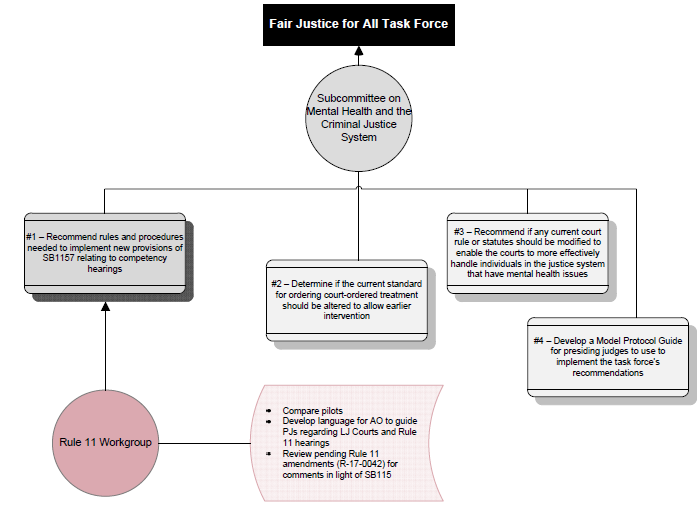 Fair Justice for All Task Force
Subcommittee on
Mental Health and the
Criminal Justice
System
#1 – Recommend rules and procedures
needed to implement new provisions of
SB1157 relating to competency
hearings
#2 – Determine if the current standard
for ordering court-ordered treatment
should be altered to allow earlier
intervention
#3 – Recommend if any current court
rule or statutes should be modified to
enable the courts to more effectively
handle individuals in the justice system
that have mental health issues
#4 – Develop a Model Protocol Guide
for presiding judges to use to
implement the task force's
recommendations
Rule 11 Workgroup
Compare pilots
Develop language for AO to guide
PJs regarding LJ Courts and Rule
11 hearings
Review pending Rule 11
amendments (R-17-0042) for
comments in light of SB115